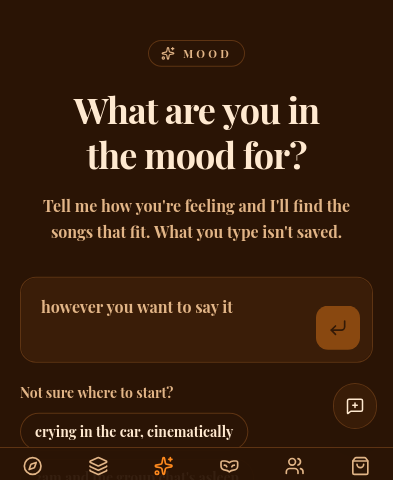 MOOD
What are you in
the mood for?
Tell me how you're feeling and I'll find the
songs that fit. What you type isn't saved.
however you want to say it
Not sure where to start?
crying in the car, cinematically